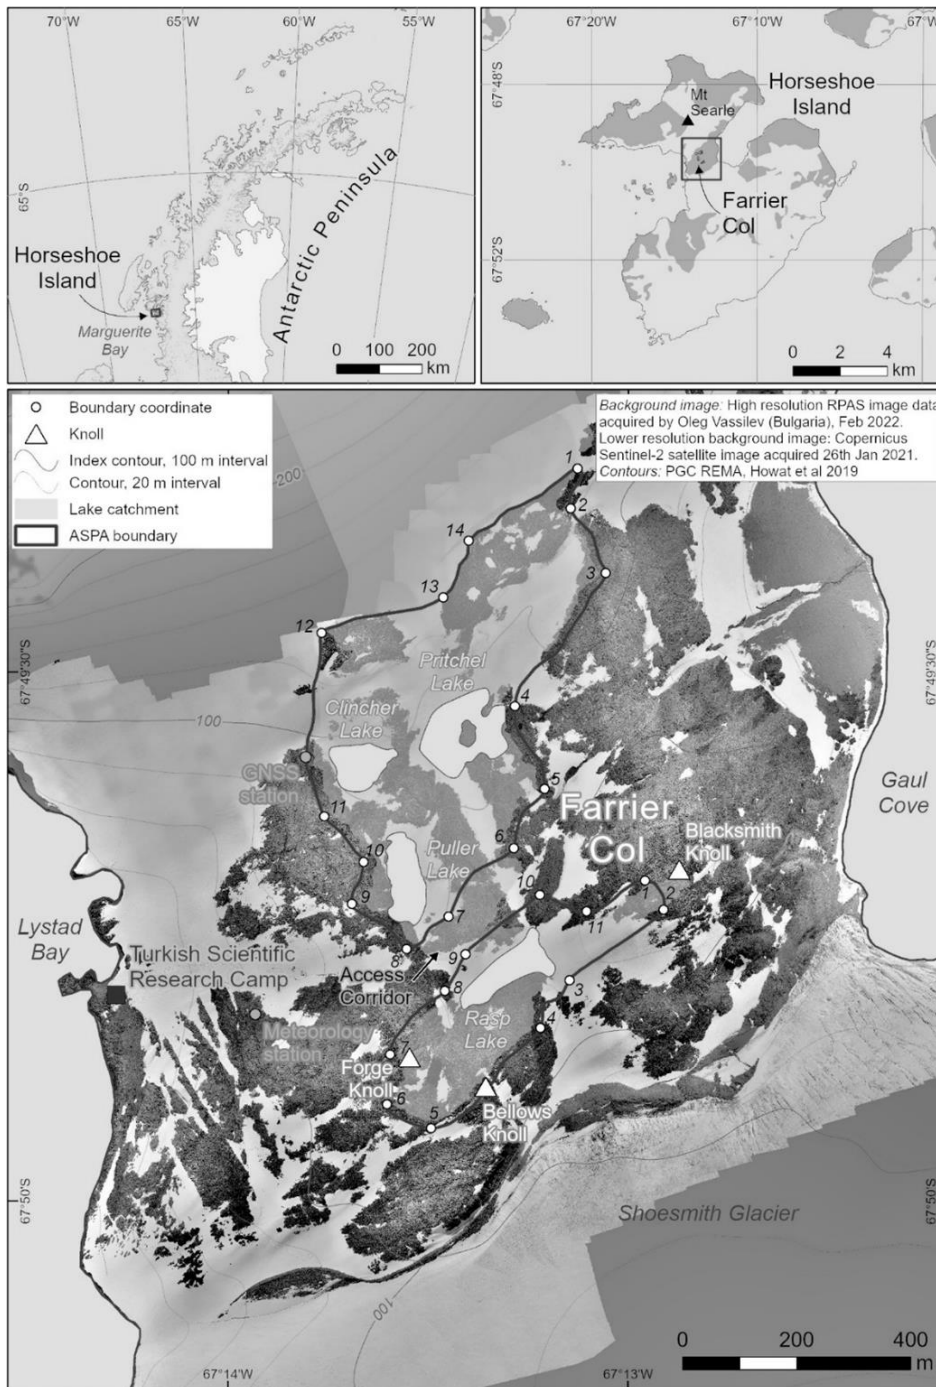 70°W
65°W
60°W
55°W
65°S
Horseshoe
Island
Marguerite
Bay
Antarctic Peninsula
0 100 200
km
67°20'W
67°10'W
67°W
67°48'S
67°52'S
Mt
Searle
Horseshoe
Island
Farrier
Col
0 2 4
km
Boundary coordinate
Knoll
Index contour, 100 m interval
Contour, 20 m interval
Lake catchment
ASPA boundary
Background image: High resolution RPAS image data
acquired by Oleg Vassilev (Bulgaria), Feb 2022.
Lower resolution background image: Copernicus
Sentinel-2 satellite image acquired 26th Jan 2021.
Contours: PGC REMA, Howat et al 2019
200
1
2
14
3
13
12
67°49'30"S
67°49'30"S
Pritchel
Lake
4
Clincher
Lake
100
GNSS
station
5
Gaul
Cove
11
Farrier
Col
6
Blacksmith
Knoll
10
Puller
Lake
10
1
2
9
11
7
Lystad
Bay
8
Turkish Scientific
Research Camp
9
Access
Corridor
3
8
Rasp
Lake
4
Meteorology
station
7
Forge
Knoll
6
5
Bellows
Knoll
67°50'S
67°50'S
Shoesmith Glacier
100
0 200 400
m
67°14'W
67°13'W